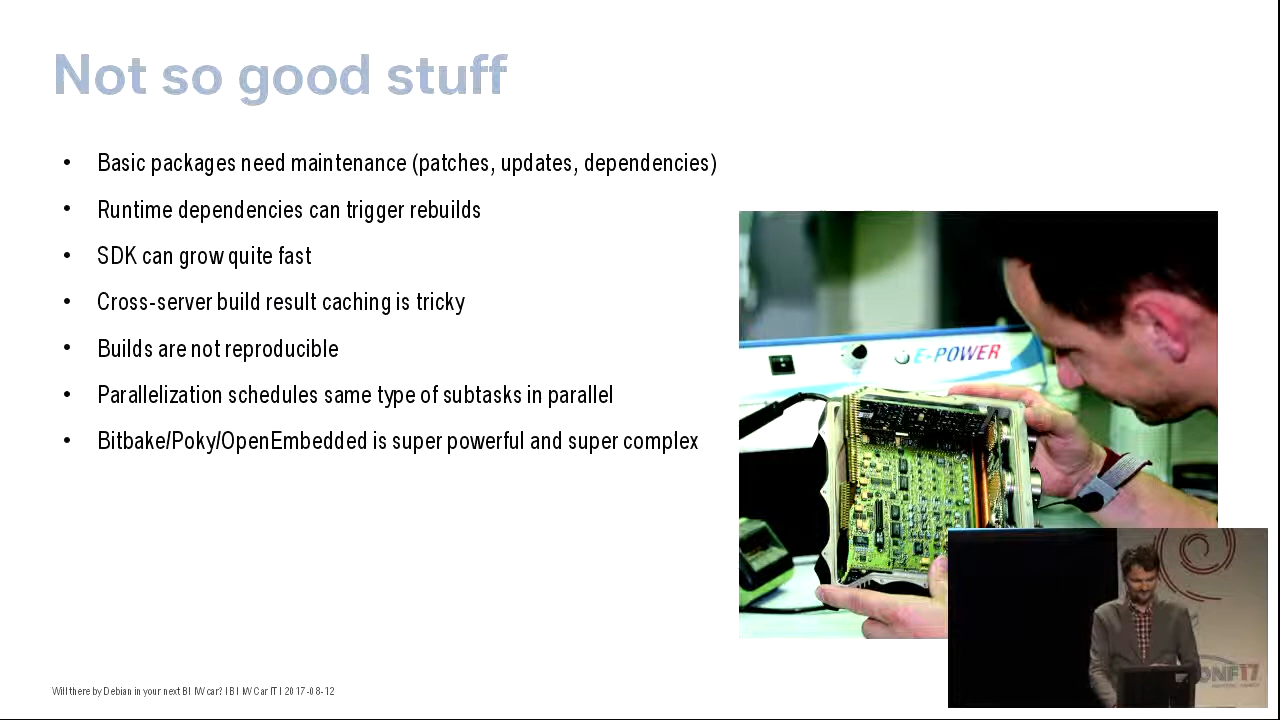 Not so good stuff
• Basic packages need maintenance (patches, updates, dependencies)
• Runtime dependencies can trigger rebuilds
• SDK can grow quite fast
• Cross-server build result caching is tricky
• Builds are not reproducible
• Parallelization schedules same type of subtasks in parallel
• Bitbake/Poky/OpenEmbedded is super powerful and super complex
E-POWER
ONF17
Will there by Debian in your next BMW car? | BMW Car IT | 2017-08-12